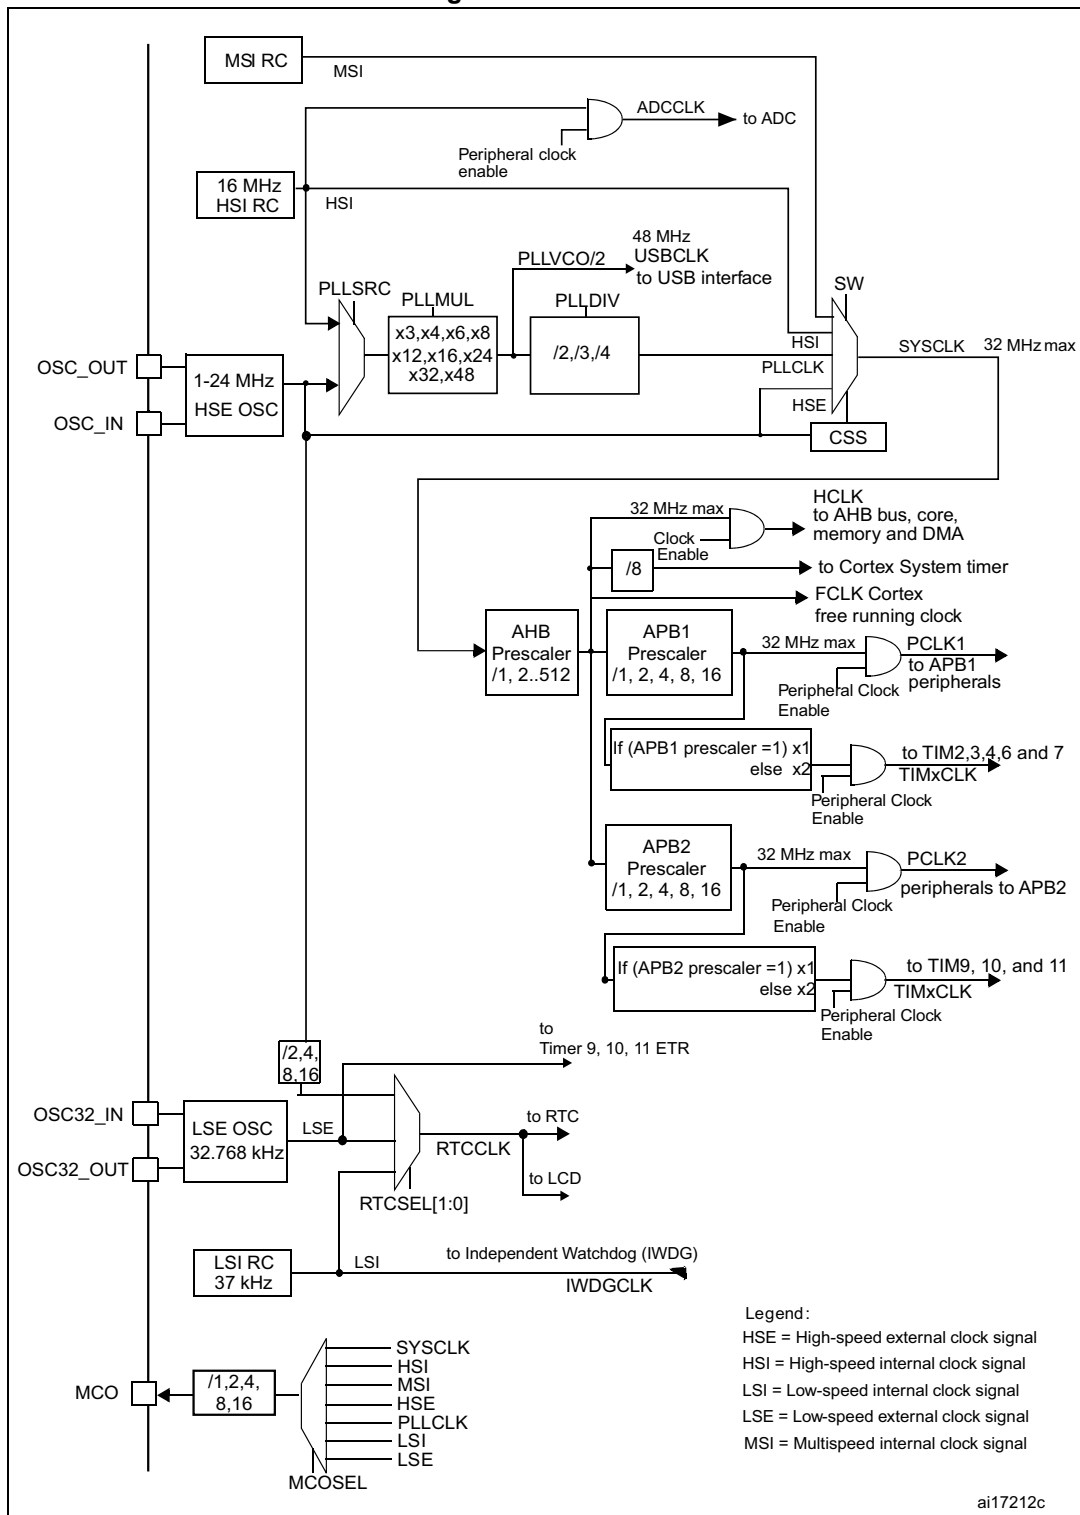 MSI RC
MSI
ADCCLK
to ADC
Peripheral clock
enable
16 MHz
HSI RC
HSI
48 MHz
USBCLK
to USB interface
PLLVCO/2
SW
PLLSRC
PLLMUL
PLLDIV
x3,x4,x6,x8
x12,x16,x24
x32,x48
/2,/3,/4
HSI
PLLCLK
HSE
SYSCLK
32 MHz max
OSC_OUT
OSC_IN
1-24 MHz
HSE OSC
CSS
32 MHz max
HCLK
to AHB bus, core,
memory and DMA
Clock
Enable
/8
to Cortex System timer
FCLK Cortex
free running clock
AHB
Prescaler
/1, 2..512
APB1
Prescaler
/1, 2, 4, 8, 16
32 MHz max
PCLK1
to APB1
peripherals
Peripheral Clock
Enable
If (APB1 prescaler =1) x1
else x2
to TIM2,3,4,6 and 7
TIMxCLK
Peripheral Clock
Enable
APB2
Prescaler
/1, 2, 4, 8, 16
32 MHz max
PCLK2
peripherals to APB2
Peripheral Clock
Enable
If (APB2 prescaler =1) x1
else x2
to TIM9, 10, and 11
TIMxCLK
Peripheral Clock
Enable
to
Timer 9, 10, 11 ETR
/2,4,
8,16
OSC32_IN
OSC32_OUT
LSE OSC
32.768 kHz
LSE
to RTC
RTCCLK
to LCD
RTCSEL[1:0]
LSI RC
37 kHz
LSI
to Independent Watchdog (IWDG)
IWDGCLK
MCO
/1,2,4,
8,16
SYSCLK
HSI
MSI
HSE
PLLCLK
LSI
LSE
MCOSEL
Legend:
HSE = High-speed external clock signal
HSI = High-speed internal clock signal
LSI = Low-speed internal clock signal
LSE = Low-speed external clock signal
MSI = Multispeed internal clock signal
ai17212c